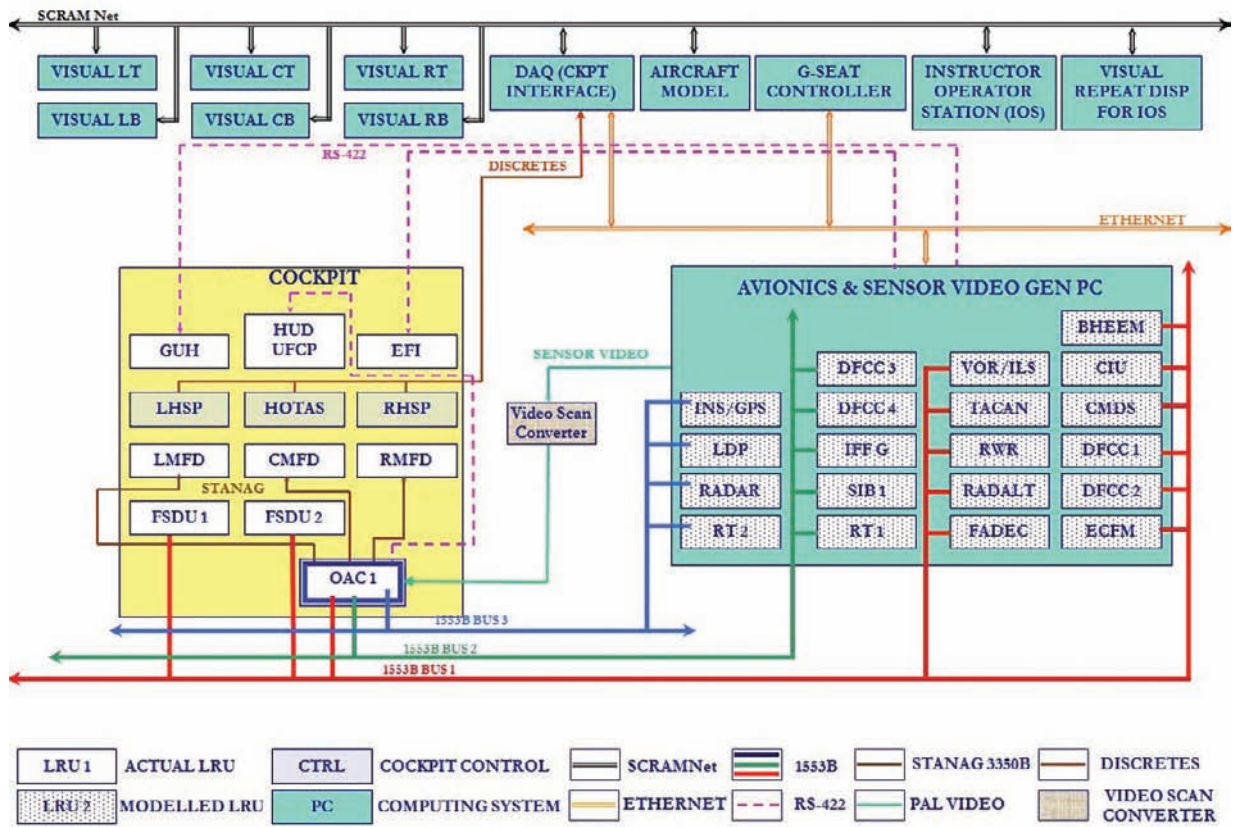 SCRAM Net
VISUAL LT
VISUAL CT
VISUAL RT
DAQ (CKPT
INTERFACE)
AIRCRAFT
MODEL
G-SEAT
CONTROLLER
INSTRUCTOR
OPERATOR
STATION (IOS)
VISUAL
REPEAT DISP
FOR IOS
VISUAL LB
VISUAL CB
VISUAL RB
RS-422
DISCRETES
ETHERNET
COCKPIT
HUD
UFCP
GUH
EFI
LHSP
HOTAS
RHSP
LMFD
CMFD
RMFD
STANAG
FSDU 1
FSDU 2
OAC 1
SENSOR VIDEO
Video Scan
Converter
AVIONICS & SENSOR VIDEO GEN PC
BHEEM
DFCC 3
VOR/ILS
CIU
INS/GPS
DFCC 4
TACAN
CMDS
LDP
IFF G
RWR
DFCC 1
RADAR
SIB 1
RADALT
DFCC 2
RT 2
RT 1
FADEC
ECFM
1553B BUS 3
1553B BUS 2
1553B BUS 1
LRU 1
ACTUAL LRU
CTRL
COCKPIT CONTROL
SCRAMNet
1553B
STANAG 3350B
DISCRETES
LRU 2
MODELLED LRU
PC
COMPUTING SYSTEM
ETHERNET
RS-422
PAL VIDEO
VIDEO SCAN
CONVERTER